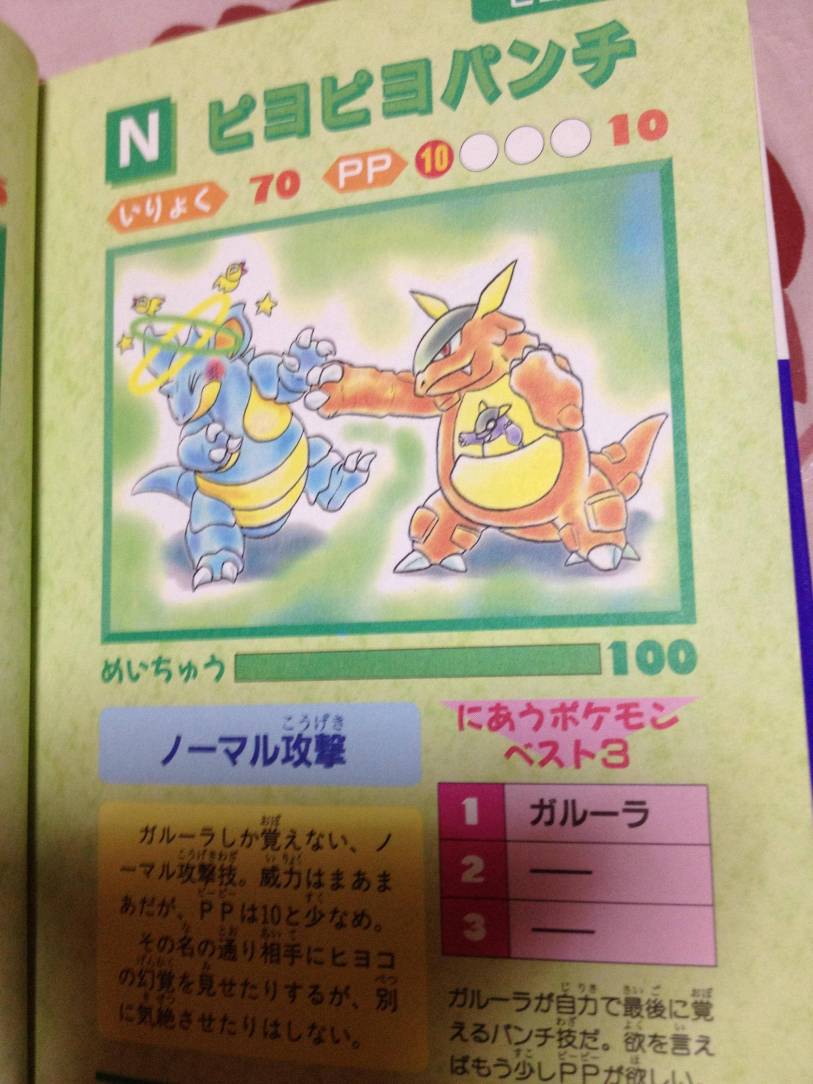 N ピヨピヨパンチ
いりょく 70 PP 10 10
めいちゅう 100
ノーマル攻撃
こうげき
ガルーラしか覚えない、ノ
ーマル攻撃技。威力はまあま
あだが、PPは10と少なめ。
その名の通り相手にヒヨコ
の幻覚を見せたりするが、別
に気絶させたりはしない。
にあうポケモン
ベスト3
1 ガルーラ
2 ―
3 ―
ガルーラが自力で最後に覚
えるパンチ技だ。欲を言え
ばもう少しPPが欲しい